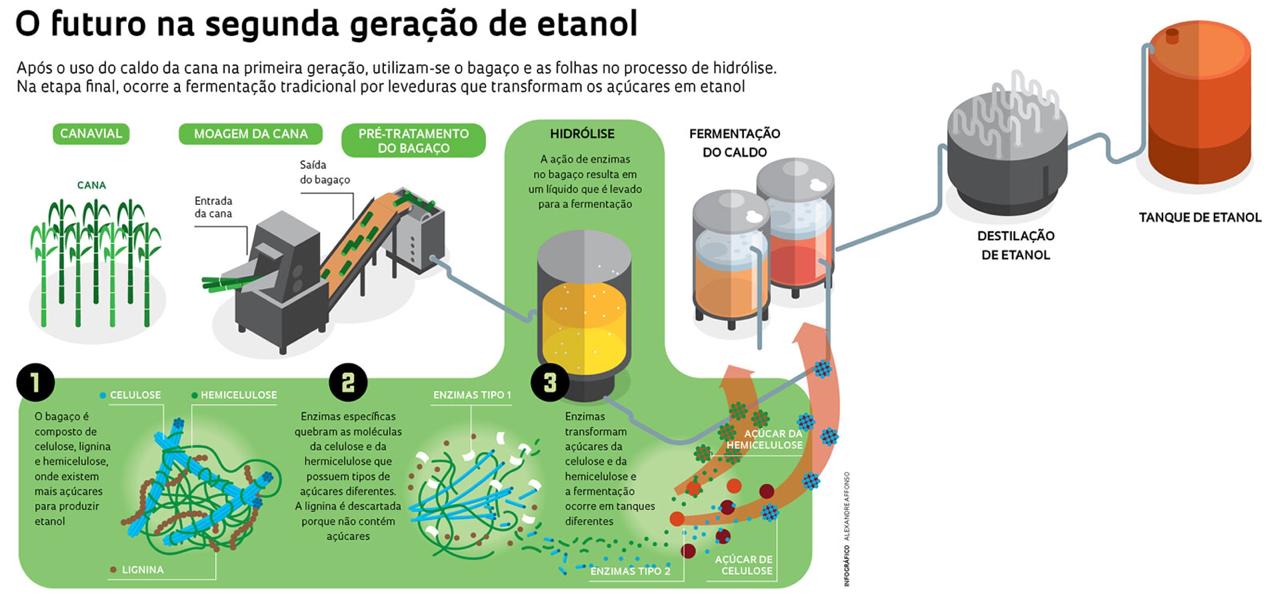 O futuro na segunda geração de etanol
Após o uso do caldo da cana na primeira geração, utilizam-se o bagaço e as folhas no processo de hidrólise.
Na etapa final, ocorre a fermentação tradicional por leveduras que transformam os açúcares em etanol
CANAVIAL
CANA
MOAGEM DA CANA
Entrada
da cana
Saída
do bagaço
PRÉ-TRATAMENTO
DO BAGAÇO
HIDRÓLISE
A ação de enzimas
no bagaço resulta em
um líquido que é levado
para a fermentação
FERMENTAÇÃO
DO CALDO
DESTILAÇÃO
DE ETANOL
TANQUE DE ETANOL
1
O bagaço é
composto de
celulose, lignina
e hemicelulose,
onde existem
mais açúcares
para produzir
etanol
CELULOSE
HEMICELULOSE
LIGNINA
2
Enzimas específicas
quebram as moléculas
da celulose e da
hermicelulose que
possuem tipos de
açúcares diferentes.
A lignina é descartada
porque não contém
açúcares
ENZIMAS TIPO 1
3
Enzimas
transformam
açúcares da
celulose e da
hemicelulose e
a fermentação
ocorre em tanques
diferentes
AÇÚCAR DA
HEMICELULOSE
ENZIMAS TIPO 2
AÇÚCAR DE
CELULOSE
INFOGRÁFICO ALEXANDRE AFFONSO